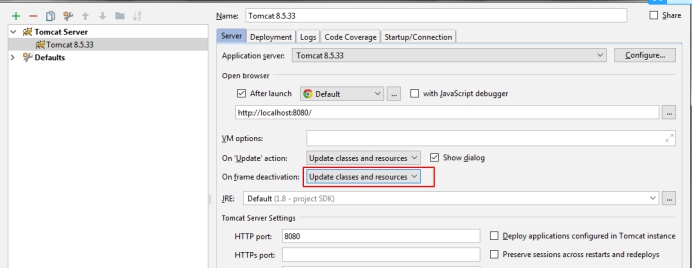 Name: Tomcat 8.5.33 Share
Tomcat Server
Tomcat 8.5.33
Defaults
Server Deployment Logs Code Coverage Startup/Connection
Application server: Tomcat 8.5.33 Configure...
Open browser
After launch Default ... with JavaScript debugger
http://localhost:8080/ ...
VM options:
On 'Update' action: Update classes and resources Show dialog
On frame deactivation: Update classes and resources
JRE: Default (1.8 - project SDK) ...
Tomcat Server Settings
HTTP port: 8080 Deploy applications configured in Tomcat instance
HTTPs port: Preserve sessions across restarts and redeploys